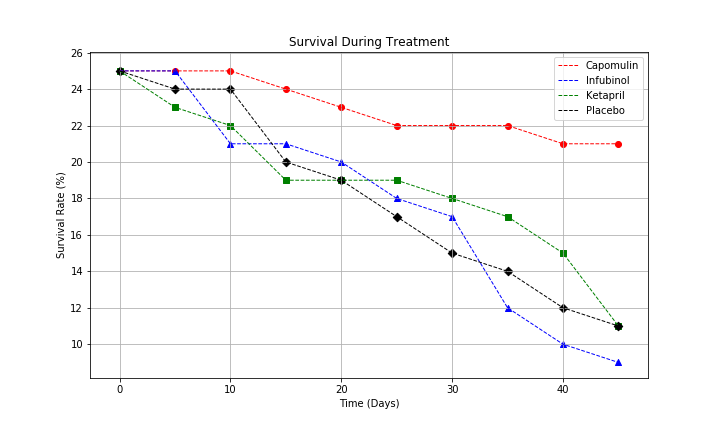 Survival During Treatment
26
24
22
20
18
16
14
12
10
Survival Rate (%)
0
10
20
30
40
Time (Days)
Capomulin
Infubinol
Ketapril
Placebo